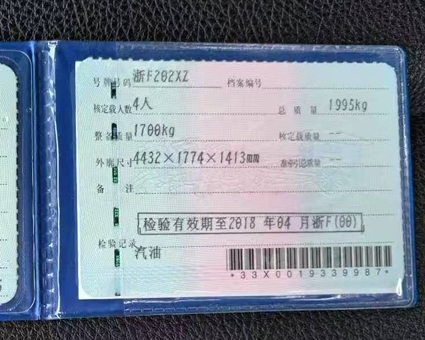 号牌号码 浙F202XZ 档案编号
核定载人数 4人 总质量 1995kg
整备质量 1700kg 核定载质量 --
外廓尺寸 4432×1774×1413mm 准牵引总质量 --
备注
检验有效期至2018 年04 月浙F(00)
检验记录 汽油
*33X0019339987*